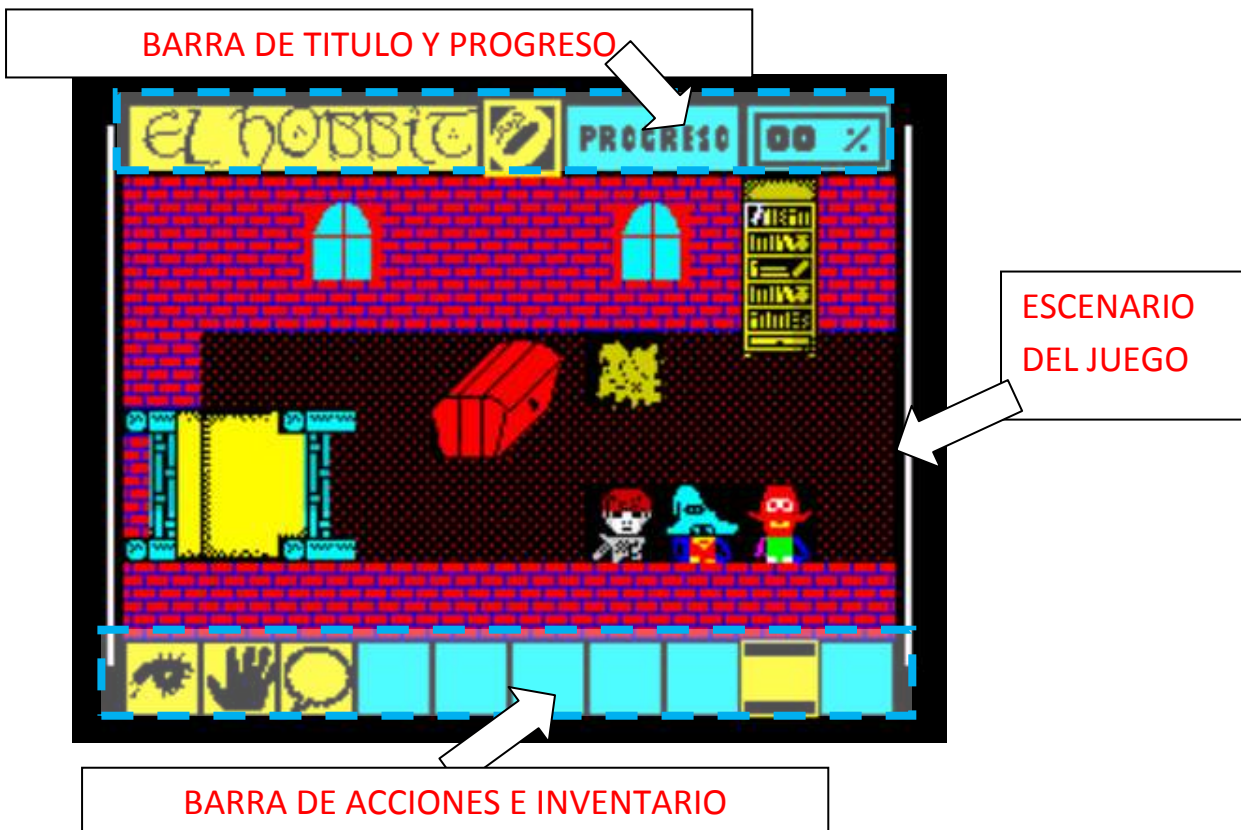 BARRA DE TITULO Y PROGRESO
EL HOBBIT
PROGRESO
00 %
ESCENARIO
DEL JUEGO
BARRA DE ACCIONES E INVENTARIO